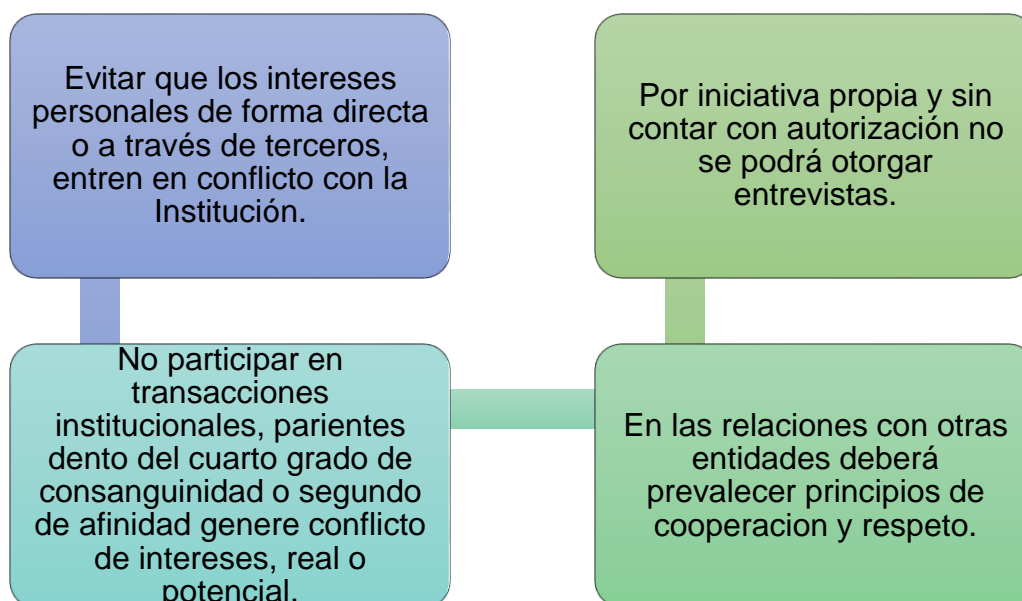 Evitar que los intereses
personales de forma directa
o a través de terceros,
entren en conflicto con la
Institución.
No participar en
transacciones
institucionales, parientes
dento del cuarto grado de
consanguinidad o segundo
de afinidad genere conflicto
de intereses, real o
potencial.
En las relaciones con otras
entidades deberá
prevalecer principios de
cooperacion y respeto.
Por iniciativa propia y sin
contar con autorización no
se podrá otorgar
entrevistas.